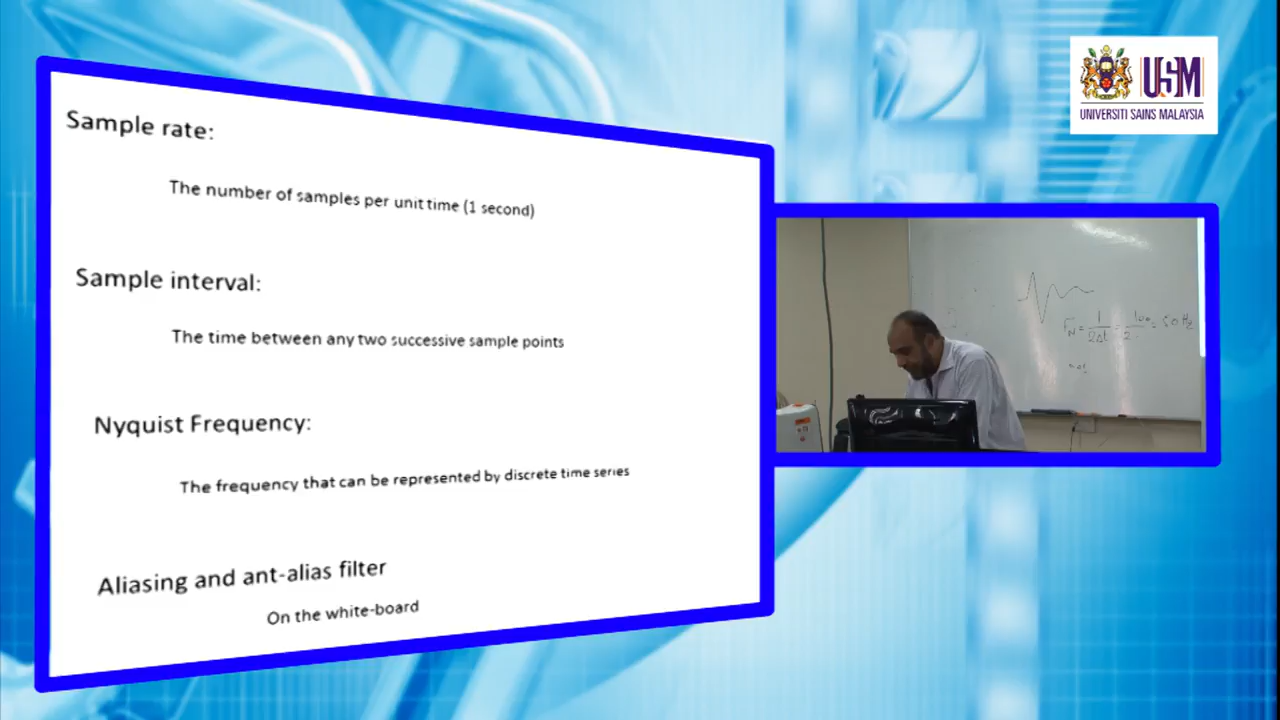 Sample rate:
The number of samples per unit time (1 second)
Sample interval:
The time between any two successive sample points
Nyquist Frequency:
The frequency that can be represented by discrete time series
Aliasing and ant-alias filter
On the white-board
USM
UNIVERSITI SAINS MALAYSIA